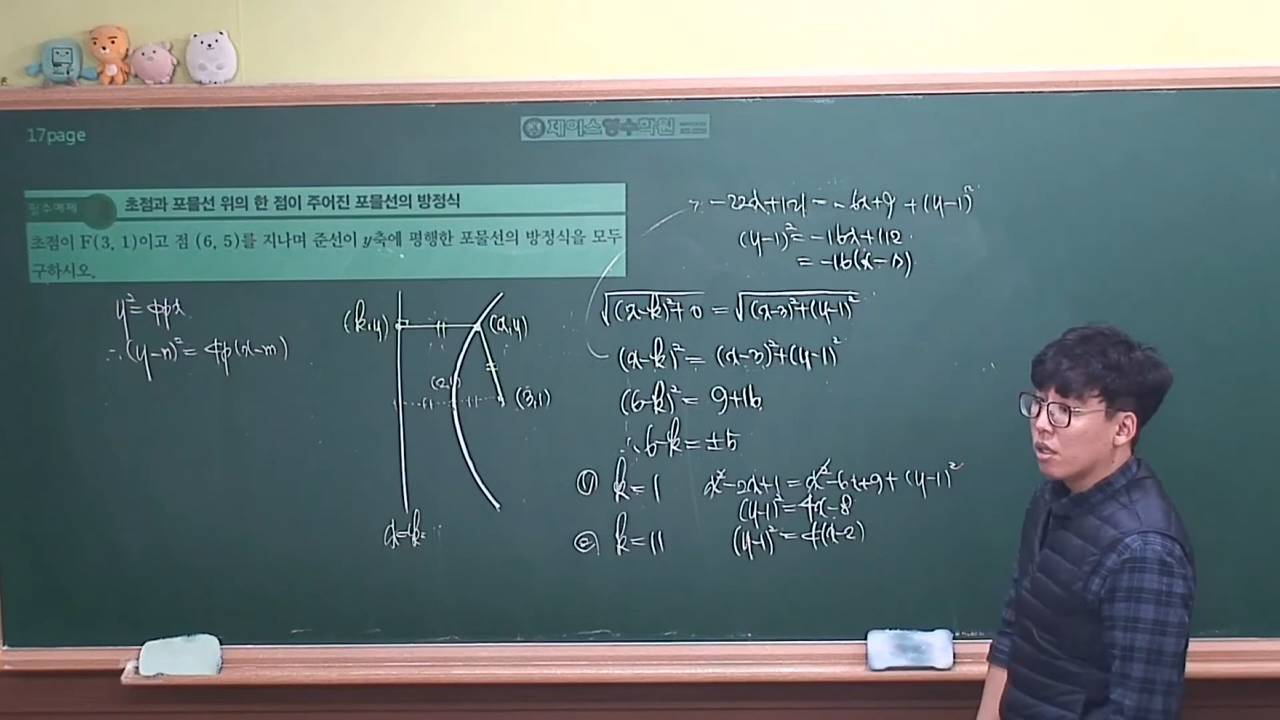 17page
제이스영수학원
필수예제
초점과 포물선 위의 한 점이 주어진 포물선의 방정식
초점이 F(3, 1)이고 점 (6, 5)를 지나며 준선이 y축에 평행한 포물선의 방정식을 모두
구하시오.
y²=4px
∴(y-n)²=4p(x-m)
(k,y)
(x,y)
(2,1)
(3,1)
x=k
-22x+121=-6x+9+(y-1)²
(y-1)²=-16x+112
=-16(x-7)
√(x-k)²+0=√(x-3)²+(y-1)²
(x-k)²=(x-3)²+(y-1)²
(6-k)²=9+16
∴6-k=±5
① k=1 x²-2x+1=x²-6x+9+(y-1)²
(y-1)²=4x-8
② k=11 (y-1)²=4(x-2)